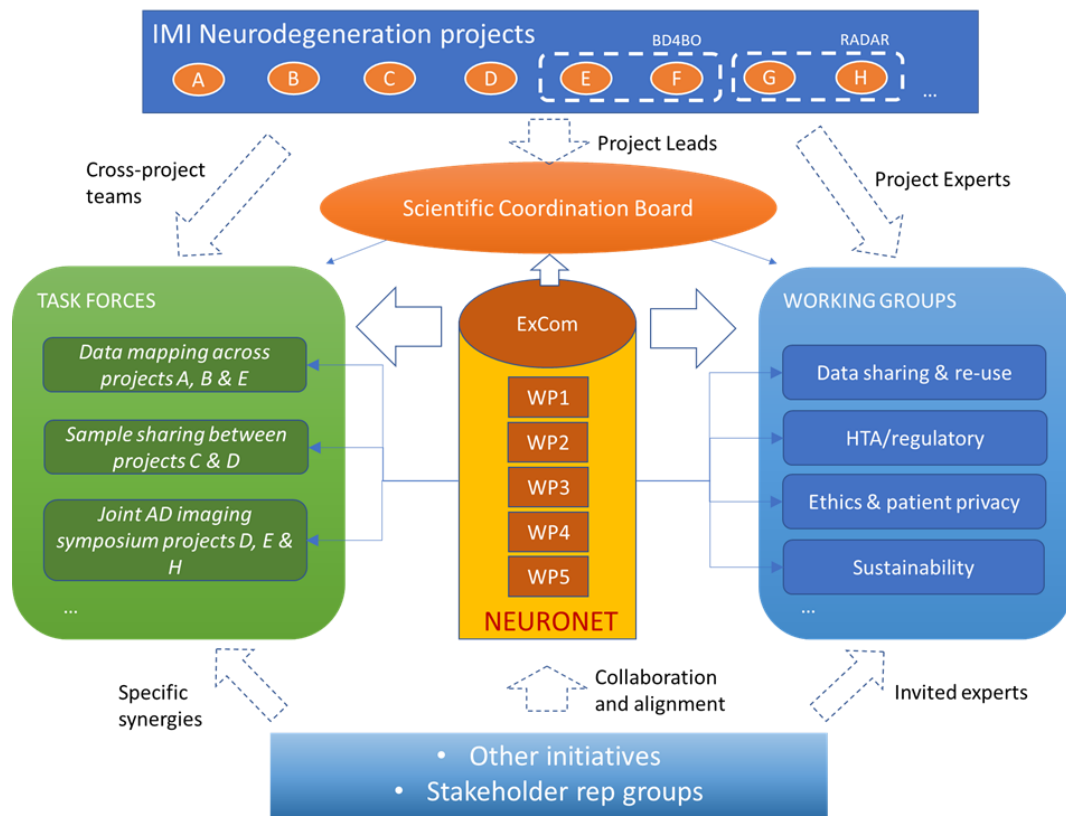 IMI Neurodegeneration projects
BD4BO
RADAR
A
B
C
D
E
F
G
H
...
Cross-project
teams
Project Leads
Project Experts
Scientific Coordination Board
TASK FORCES
Data mapping across
projects A, B & E
Sample sharing between
projects C & D
Joint AD imaging
symposium projects D, E &
H
...
ExCom
WP1
WP2
WP3
WP4
WP5
NEURONET
WORKING GROUPS
Data sharing & re-use
HTA/regulatory
Ethics & patient privacy
Sustainability
...
Specific
synergies
Collaboration
and alignment
Invited experts
• Other initiatives
• Stakeholder rep groups